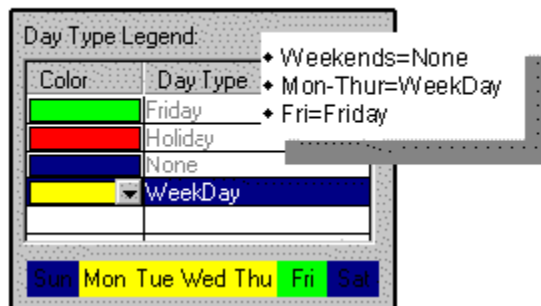 Day Type Legend:
Color Day Type
Friday
Holiday
None
WeekDay
◆ Weekends=None
◆ Mon-Thur=WeekDay
◆ Fri=Friday
Sun Mon Tue Wed Thu Fri Sat